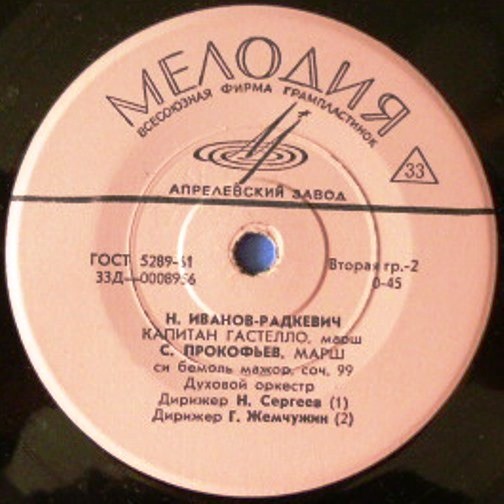 МЕЛОДИЯ
ВСЕСОЮЗНАЯ ФИРМА ГРАМПЛАСТИНОК
33
АПРЕЛЕВСКИЙ ЗАВОД
ГОСТ 5289-61
Вторая гр.-2
33Д—0008956
0-45
Н. ИВАНОВ-РАДКЕВИЧ
КАПИТАН ГАСТЕЛЛО, марш
С. ПРОКОФЬЕВ, МАРШ
си бемоль мажор, соч. 99
Духовой оркестр
Дирижер Н. Сергеев (1)
Дирижер Г. Жемчужин (2)